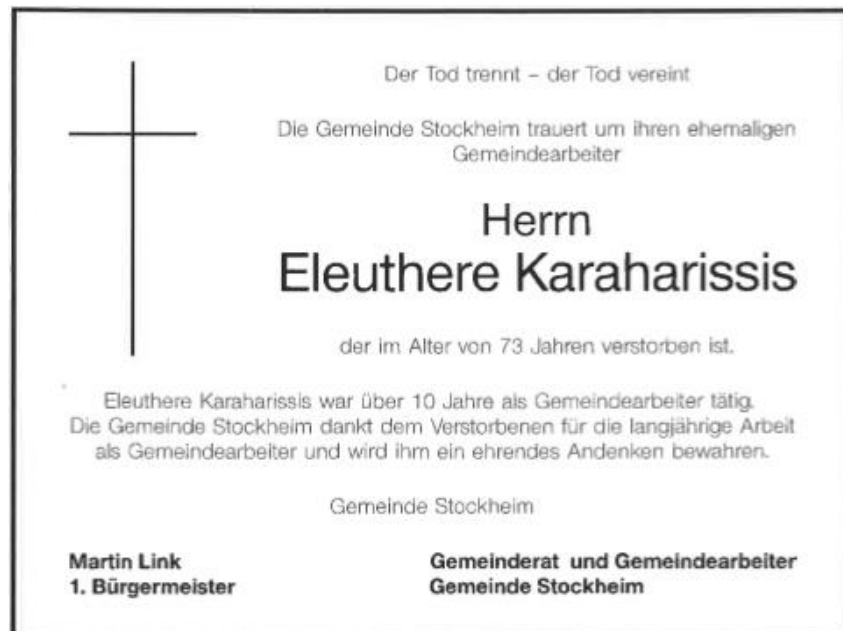 Der Tod trennt – der Tod vereint
Die Gemeinde Stockheim trauert um ihren ehemaligen
Gemeindearbeiter
Herrn
Eleuthere Karaharissis
der im Alter von 73 Jahren verstorben ist.
Eleuthere Karaharissis war über 10 Jahre als Gemeindearbeiter tätig.
Die Gemeinde Stockheim dankt dem Verstorbenen für die langjährige Arbeit
als Gemeindearbeiter und wird ihm ein ehrendes Andenken bewahren.
Gemeinde Stockheim
Martin Link
1. Bürgermeister
Gemeinderat und Gemeindearbeiter
Gemeinde Stockheim